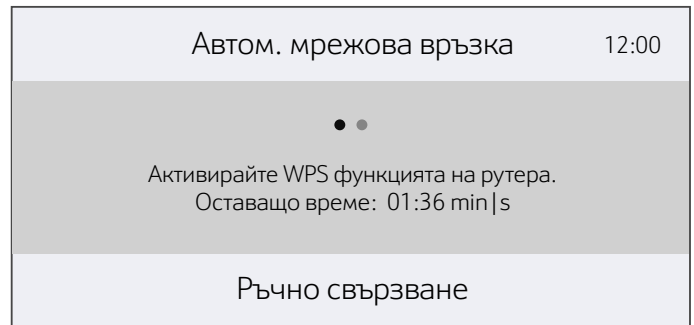 Автом. мрежова връзка 12:00
Активирайте WPS функцията на рутера.
Оставащо време: 01:36 min|s
Ръчно свързване